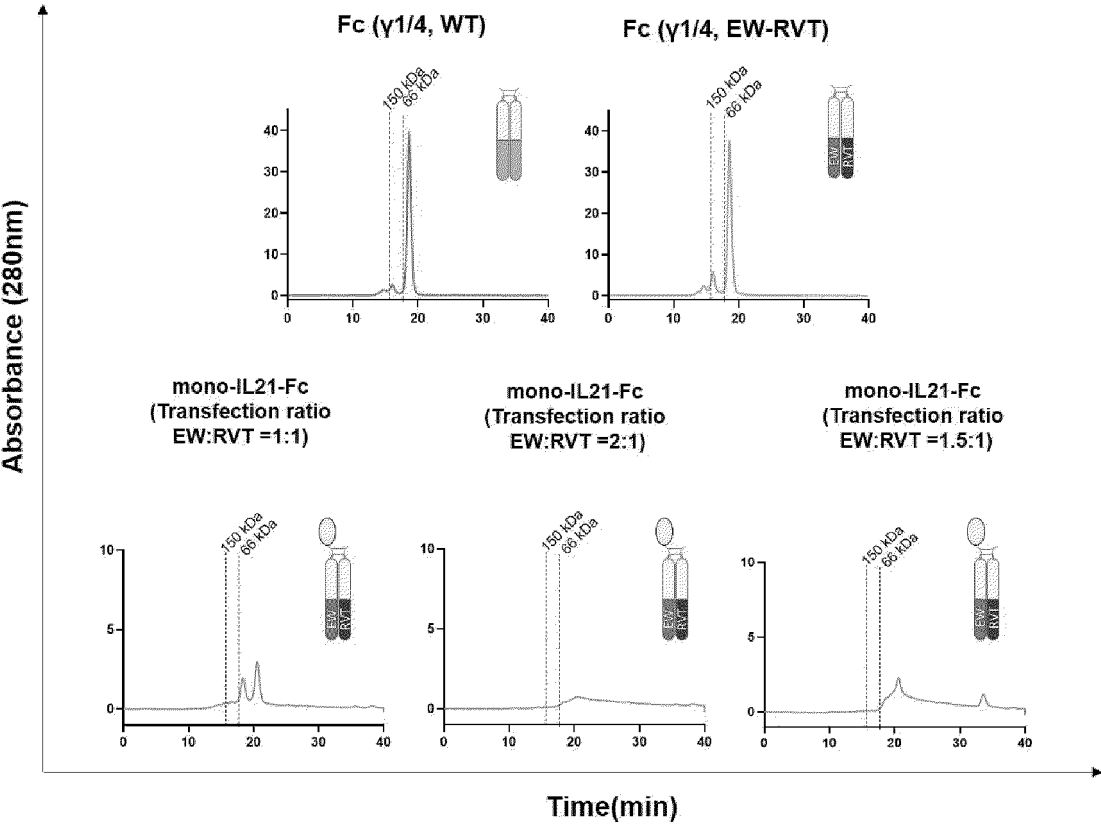 Fc (γ1/4, WT)
Fc (γ1/4, EW-RVT)
150 kDa
66 kDa
40
30
20
10
0
0 10 20 30 40
150 kDa
66 kDa
EW RVT
40
30
20
10
0
0 10 20 30 40
Absorbance (280nm)
mono-IL21-Fc
(Transfection ratio
EW:RVT =1:1)
mono-IL21-Fc
(Transfection ratio
EW:RVT =2:1)
mono-IL21-Fc
(Transfection ratio
EW:RVT =1.5:1)
150 kDa
66 kDa
EW RVT
10
5
0
0 10 20 30 40
150 kDa
66 kDa
EW RVT
10
5
0
0 10 20 30 40
150 kDa
66 kDa
EW RVT
10
5
0
0 10 20 30 40
Time(min)